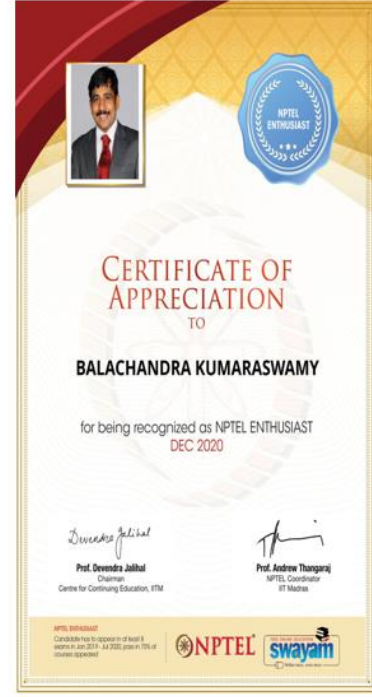 NPTEL
ENTHUSIAST
CERTIFICATE OF
APPRECIATION
TO
BALACHANDRA KUMARASWAMY
for being recognized as NPTEL ENTHUSIAST
DEC 2020
Devendra Jalihal
Prof. Devendra Jalihal
Chairman
Centre for Continuing Education, IITM
Prof. Andrew Thangaraj
NPTEL Coordinator
IIT Madras
NPTEL ENTHUSIAST
Candidate has to appear in at least 8
exams in Jan 2019 - Jul 2020, pass in 75% of
courses appeared
NPTEL
swayam